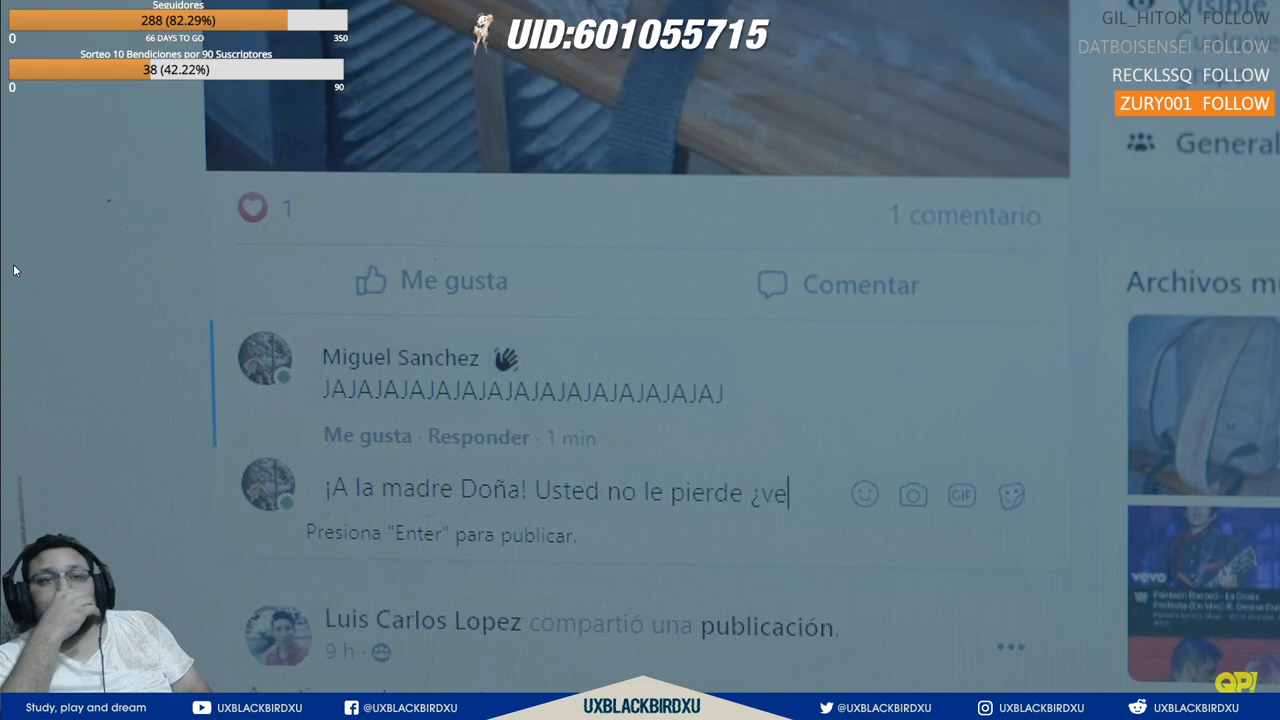 Seguidores
288 (82.29%)
0 66 DAYS TO GO 350
Sorteo 10 Bendiciones por 90 Suscriptores
38 (42.22%)
0 90
UID:601055715
GIL_HITOKI FOLLOW
DATBOISENSEI FOLLOW
RECKLSSQ FOLLOW
ZURY001 FOLLOW
Visible
General
1
1 comentario
Me gusta
Comentar
Archivos m
Miguel Sanchez
JAJAJAJAJAJAJAJAJAJAJAJAJAJAJAJ
Me gusta · Responder · 1 min
¡A la madre Doña! Usted no le pierde ¿ve
GIF
Presiona "Enter" para publicar.
vevo
Luis Carlos Lopez compartió una publicación.
9 h ·
QP!
Study, play and dream
UXBLACKBIRDXU
@UXBLACKBIRDXU
UXBLACKBIRDXU
@UXBLACKBIRDXU
UXBLACKBIRDXU
UXBLACKBIRDXU